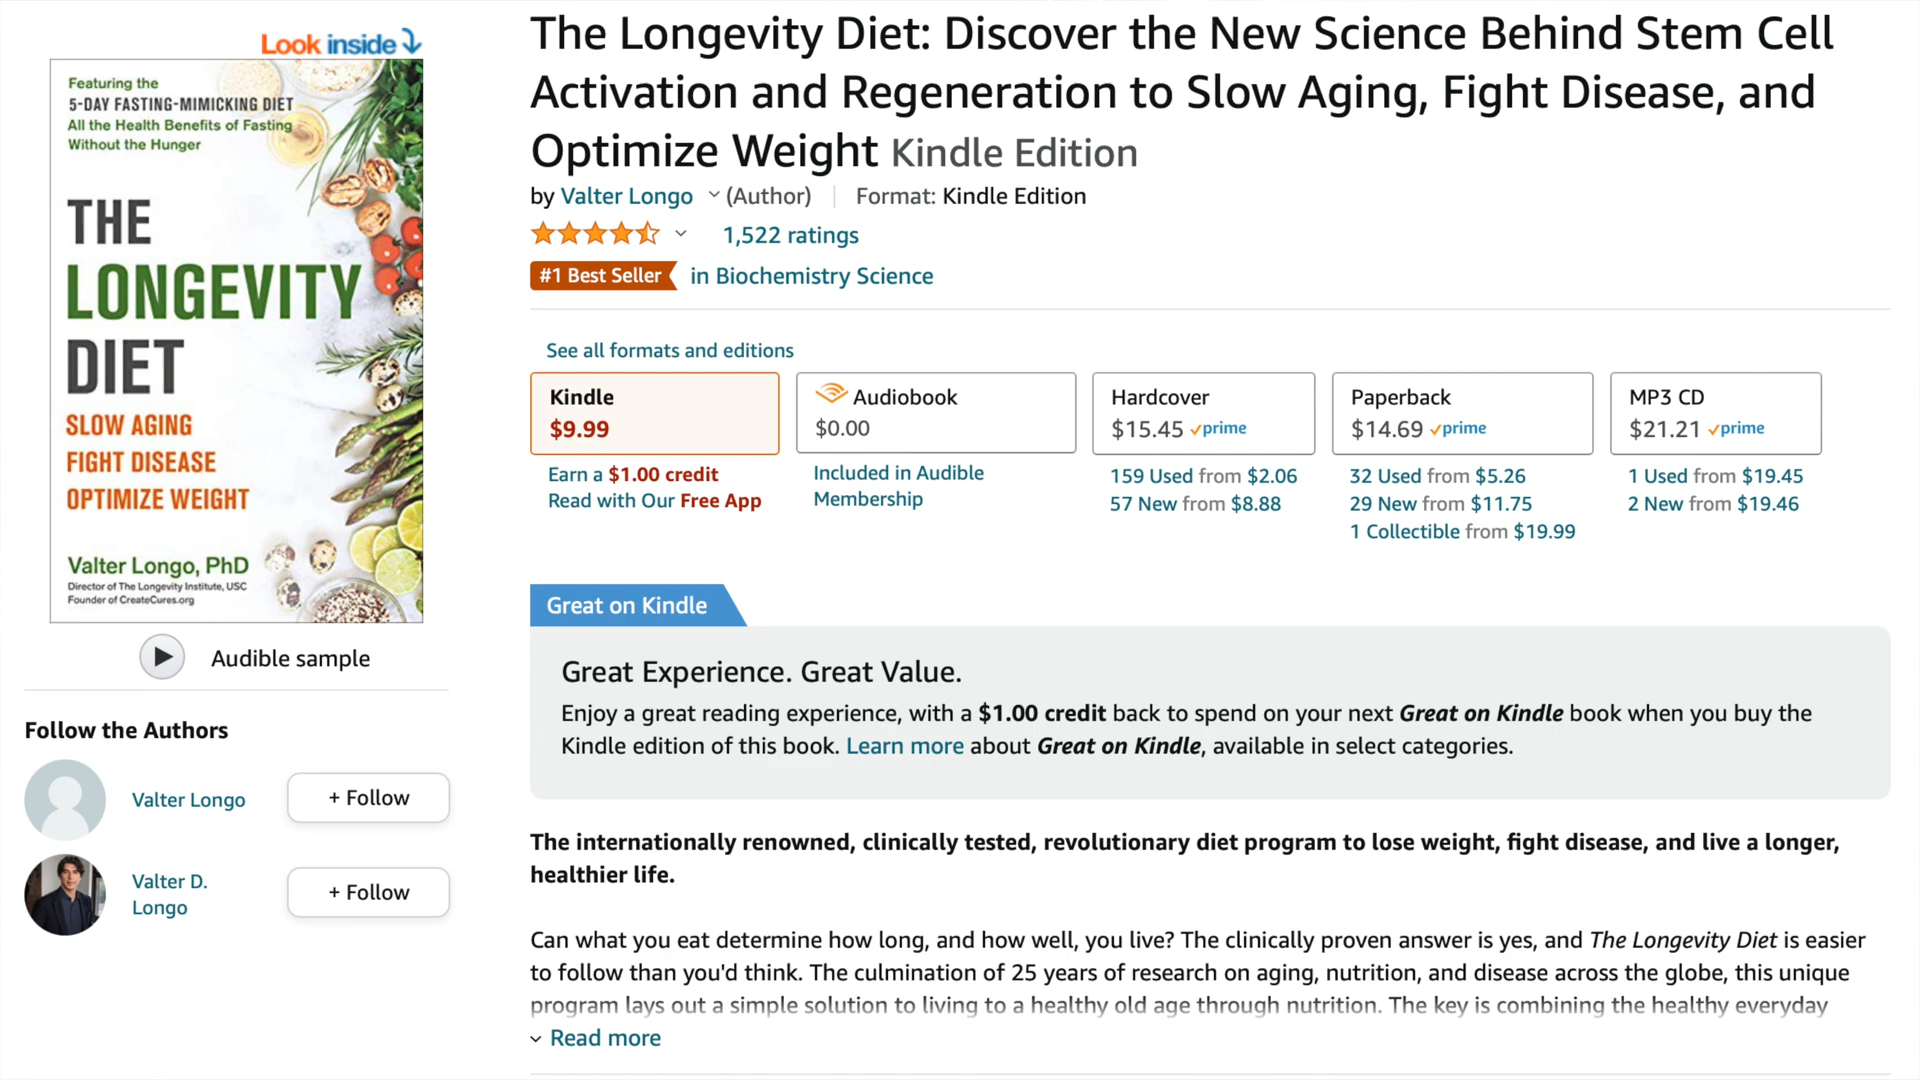 Look inside
Featuring the
5-DAY FASTING-MIMICKING DIET
All the Health Benefits of Fasting
Without the Hunger
THE
LONGEVITY
DIET
SLOW AGING
FIGHT DISEASE
OPTIMIZE WEIGHT
Valter Longo, PhD
Director of The Longevity Institute, USC
Founder of CreateCures.org
Audible sample
Follow the Authors
Valter Longo
+ Follow
Valter D.
Longo
+ Follow
The Longevity Diet: Discover the New Science Behind Stem Cell
Activation and Regeneration to Slow Aging, Fight Disease, and
Optimize Weight Kindle Edition
by Valter Longo (Author) Format: Kindle Edition
1,522 ratings
#1 Best Seller in Biochemistry Science
See all formats and editions
Kindle
$9.99
Earn a $1.00 credit
Read with Our Free App
Audiobook
$0.00
Included in Audible
Membership
Hardcover
$15.45 prime
159 Used from $2.06
57 New from $8.88
Paperback
$14.69 prime
32 Used from $5.26
29 New from $11.75
1 Collectible from $19.99
MP3 CD
$21.21 prime
1 Used from $19.45
2 New from $19.46
Great on Kindle
Great Experience. Great Value.
Enjoy a great reading experience, with a $1.00 credit back to spend on your next Great on Kindle book when you buy the
Kindle edition of this book. Learn more about Great on Kindle, available in select categories.
The internationally renowned, clinically tested, revolutionary diet program to lose weight, fight disease, and live a longer,
healthier life.
Can what you eat determine how long, and how well, you live? The clinically proven answer is yes, and The Longevity Diet is easier
to follow than you'd think. The culmination of 25 years of research on aging, nutrition, and disease across the globe, this unique
program lays out a simple solution to living to a healthy old age through nutrition. The key is combining the healthy everyday
Read more